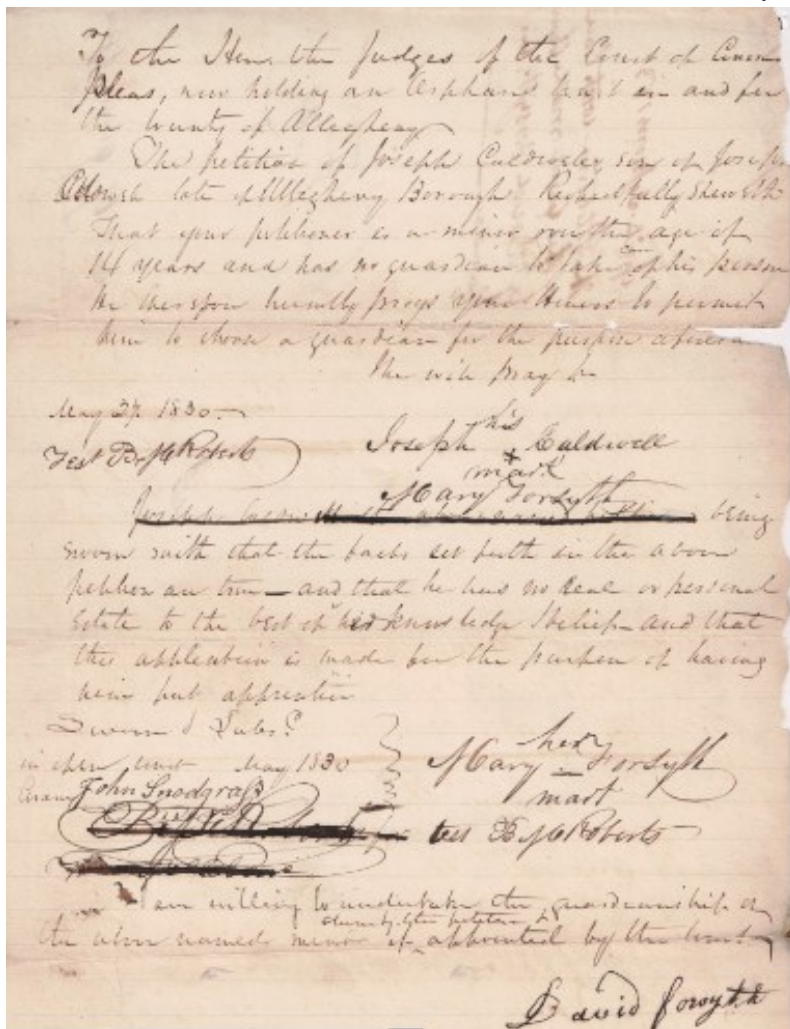 To the Hon. the Judges of the Court of Common
Pleas, now holding an Orphans Court in and for
the County of Allegheny
The petition of Joseph Caldwell son of Joseph
late of Allegheny Borough Respectfully sheweth
That your petitioner is a minor over the age of
14 years and has no guardian to take care of his person
he therefore humbly prays your Honors to permit
him to choose a guardian for the purpose aforesaid
He will pray &c
May 27 1830.
Test B McRoberts
Joseph his x mark Caldwell
Mary Forsyth
Joseph Caldwell being
sworn saith that the facts set forth in the above
petition are true — and that he has no real or personal
Estate to the best of her knowledge & belief — and that
this application is made for the purpose of having
him put apprentice
Sworn & Subs.
in open court May 1830
John Snodgrass
Mary her – mark Forsyth
test B McRoberts
I am willing to undertake the guardianship of
the above named minor if appointed by the Court
David Forsyth